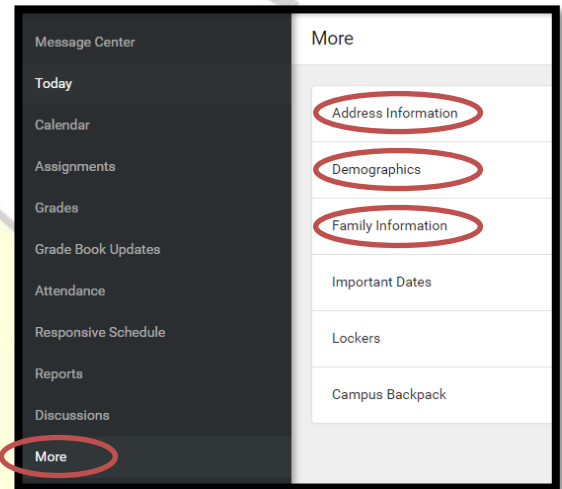 Message Center
Today
Calendar
Assignments
Grades
Grade Book Updates
Attendance
Responsive Schedule
Reports
Discussions
More
More
Address Information
Demographics
Family Information
Important Dates
Lockers
Campus Backpack